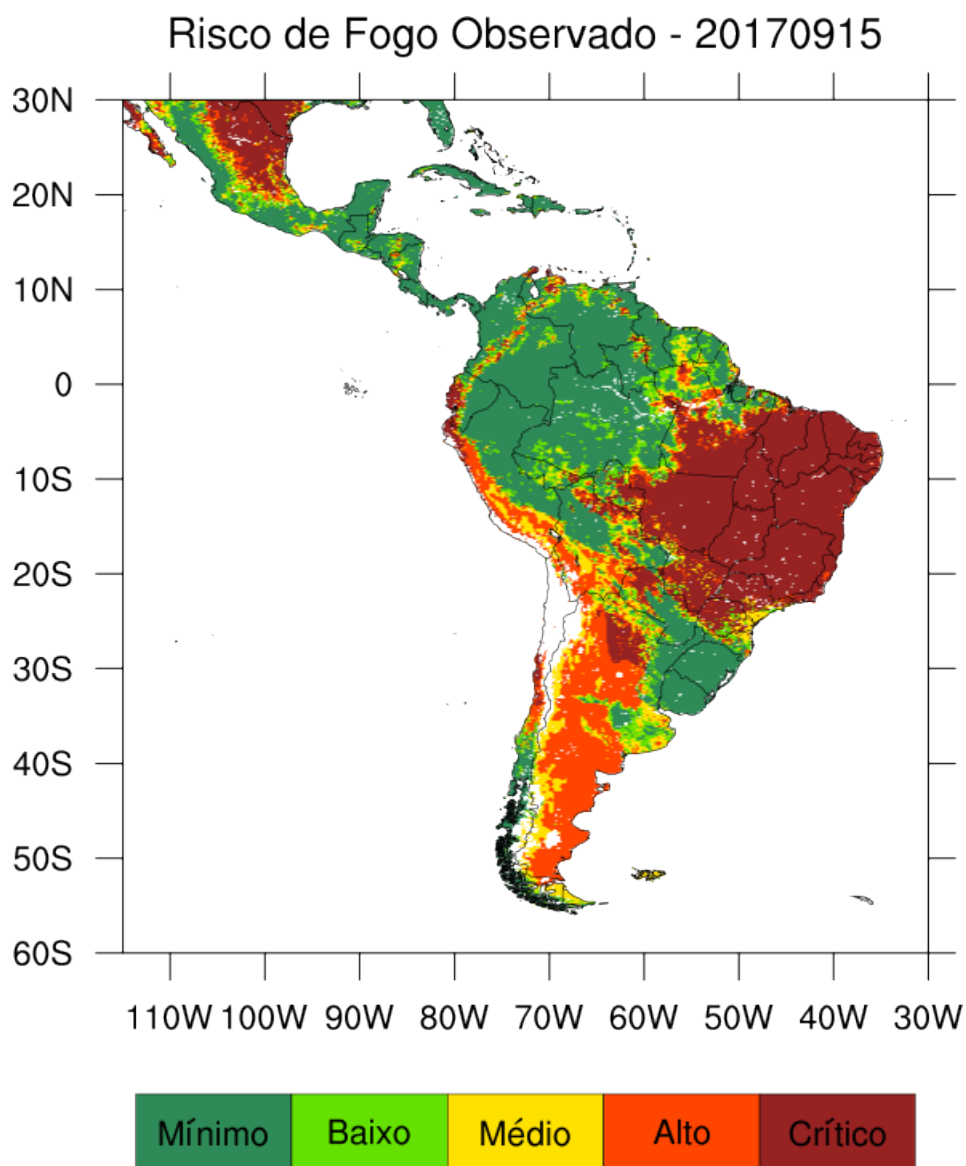 Risco de Fogo Observado - 20170915
30N
20N
10N
0
10S
20S
30S
40S
50S
60S
110W 100W 90W 80W 70W 60W 50W 40W 30W
Mínimo Baixo Médio Alto Crítico